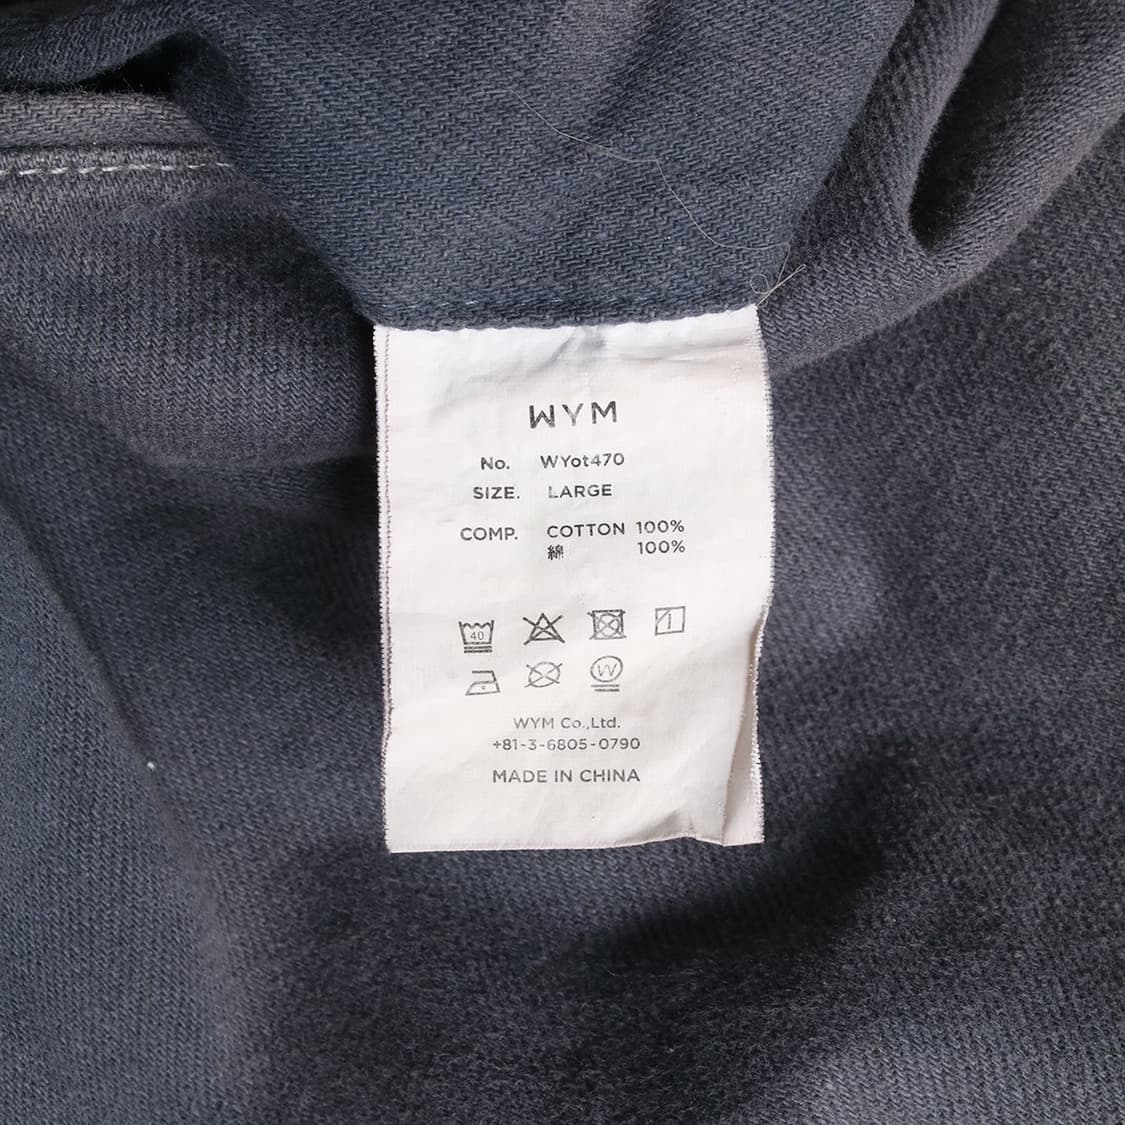 WYM
No. WYot470
SIZE. LARGE
COMP. COTTON 100%
綿 100%
40
W
WYM Co.,Ltd.
+81-3-6805-0790
MADE IN CHINA